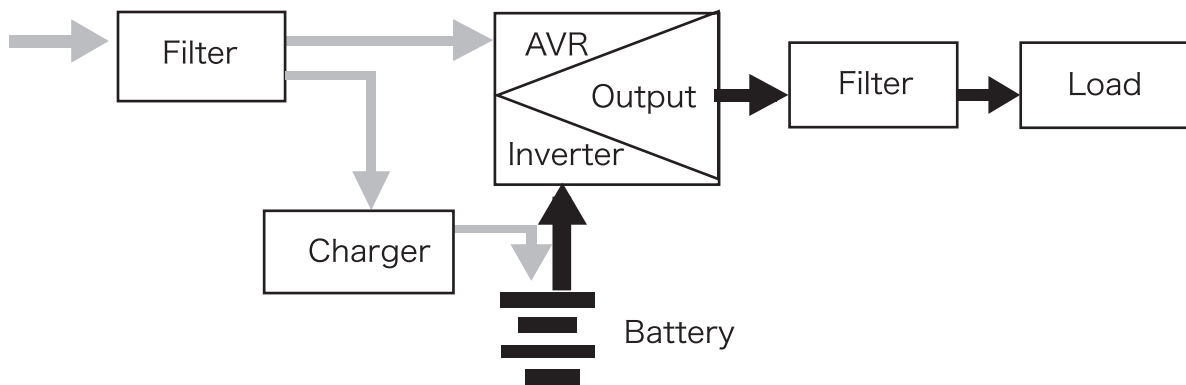 Filter
AVR
Output
Inverter
Filter
Load
Charger
Battery